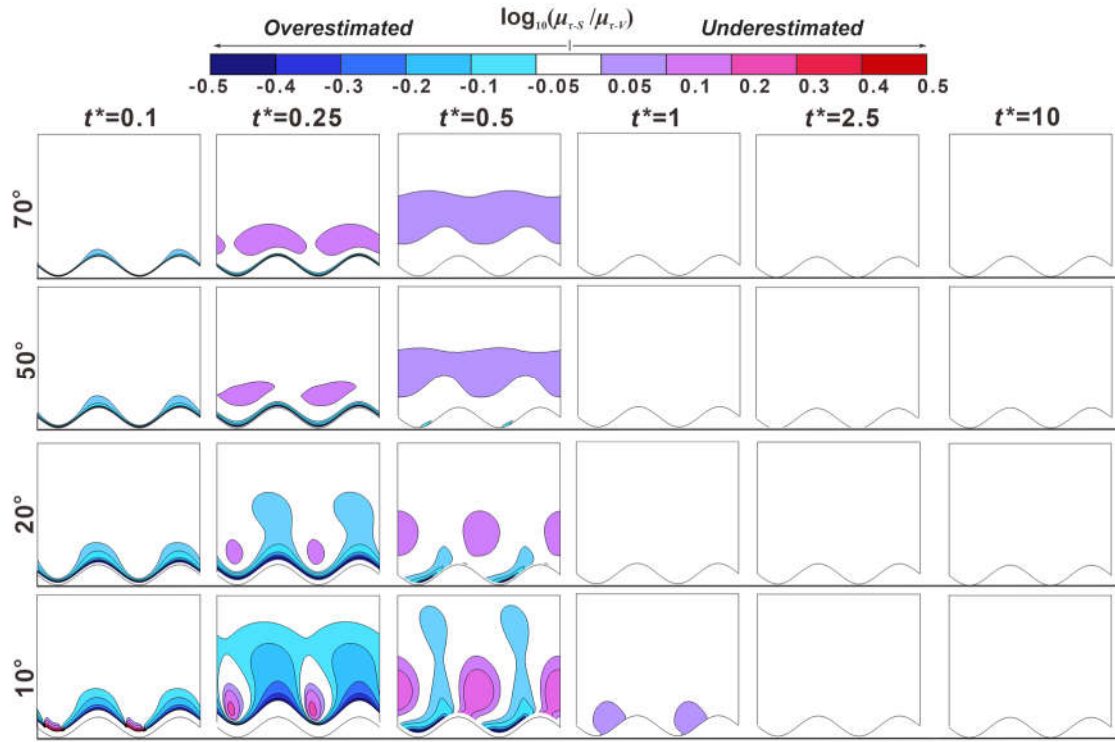 log₁₀(μτ-S /μτ-V)
Overestimated Underestimated
-0.5 -0.4 -0.3 -0.2 -0.1 -0.05 0.05 0.1 0.2 0.3 0.4 0.5
t*=0.1 t*=0.25 t*=0.5 t*=1 t*=2.5 t*=10
70°
50°
20°
10°